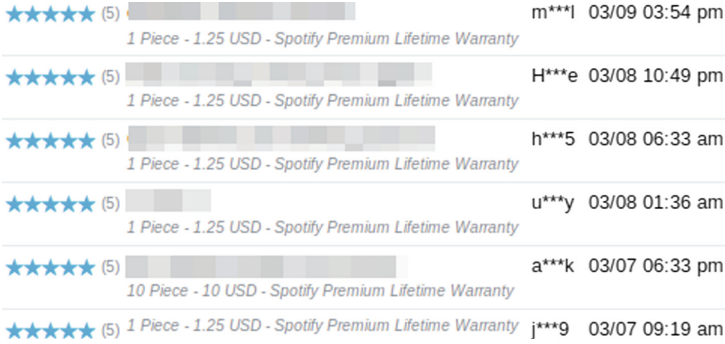 ★★★★★ (5) m***l 03/09 03:54 pm
1 Piece - 1.25 USD - Spotify Premium Lifetime Warranty
★★★★★ (5) H***e 03/08 10:49 pm
1 Piece - 1.25 USD - Spotify Premium Lifetime Warranty
★★★★★ (5) h***5 03/08 06:33 am
1 Piece - 1.25 USD - Spotify Premium Lifetime Warranty
★★★★★ (5) u***y 03/08 01:36 am
1 Piece - 1.25 USD - Spotify Premium Lifetime Warranty
★★★★★ (5) a***k 03/07 06:33 pm
10 Piece - 10 USD - Spotify Premium Lifetime Warranty
★★★★★ (5) 1 Piece - 1.25 USD - Spotify Premium Lifetime Warranty j***9 03/07 09:19 am